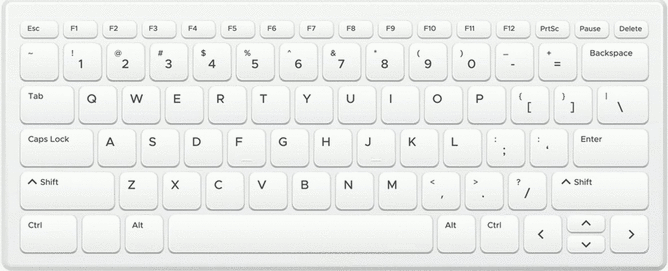 Esc F1 F2 F3 F4 F5 F6 F7 F8 F9 F10 F11 F12 PrtSc Pause Delete
~ ! 1 @ 2 # 3 $ 4 % 5 ^ 6 & 7 * 8 ( 9 ) 0 _ - + = Backspace
Tab Q W E R T Y U I O P { [ } ] | \
Caps Lock A S D F G H J K L : ; : ' Enter
Shift Z X C V B N M < , > . ? / Shift
Ctrl Alt Alt Ctrl